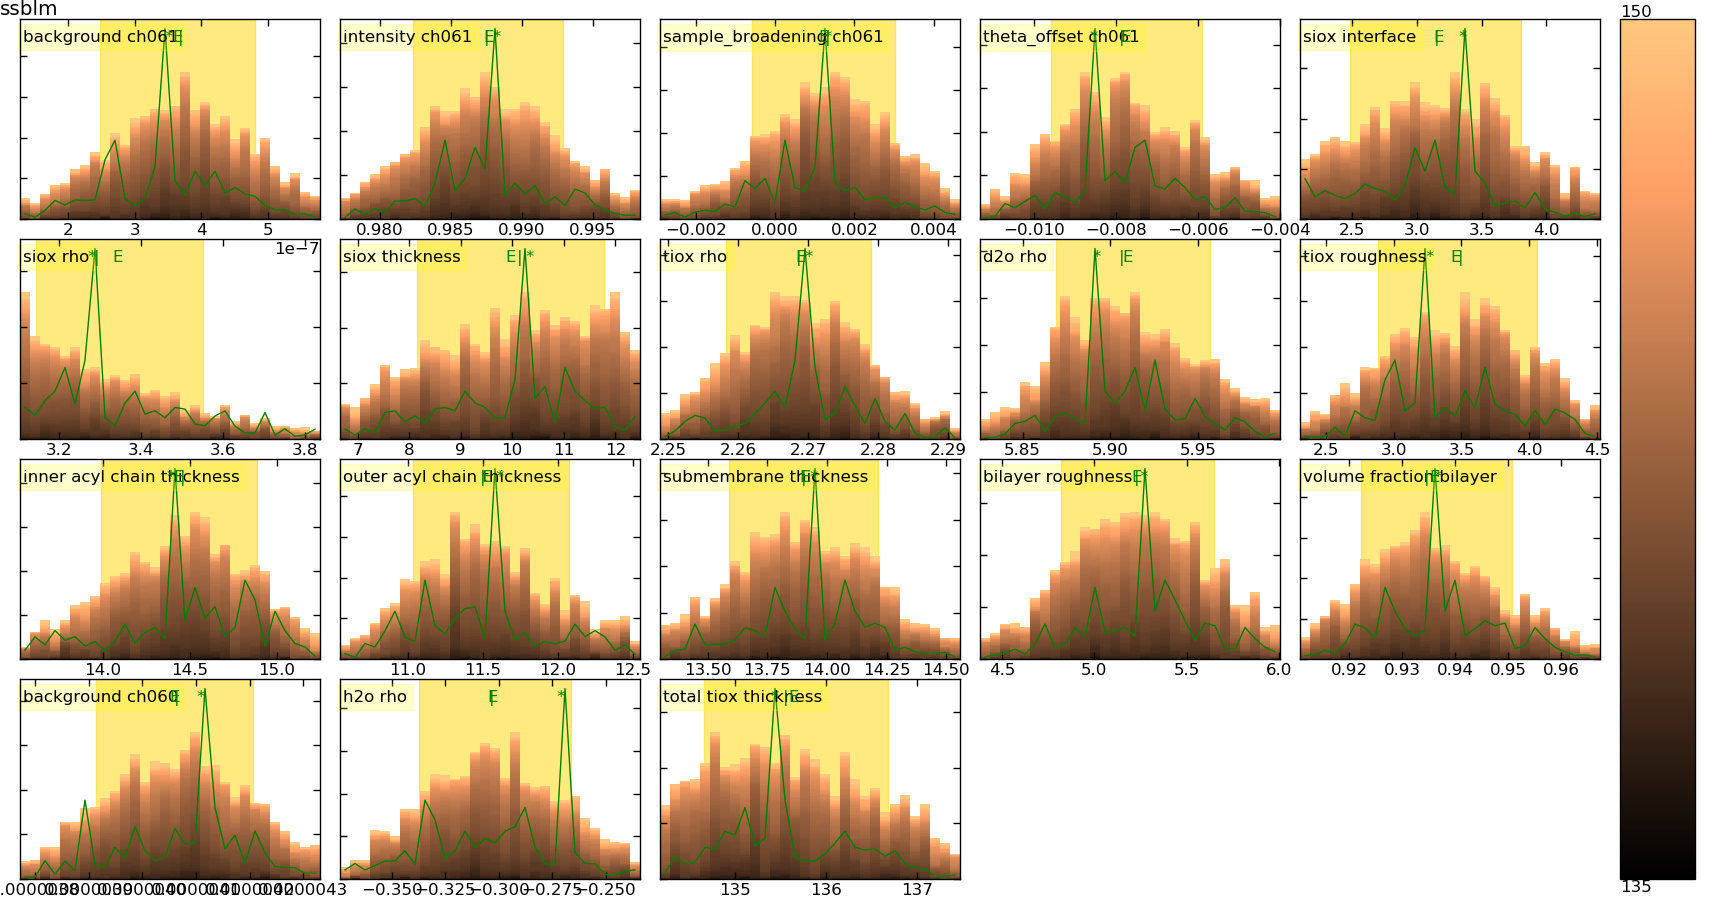 ssblm
150
background ch061
intensity ch061
sample_broadening ch061
theta_offset ch061
siox interface
2 3 4 5
0.980 0.985 0.990 0.995
−0.002 0.000 0.002 0.004
−0.010 −0.008 −0.006 −0.004
2.5 3.0 3.5 4.0
1e−7
siox rho
siox thickness
tiox rho
d2o rho
tiox roughness
3.2 3.4 3.6 3.8
7 8 9 10 11 12
2.25 2.26 2.27 2.28 2.29
5.85 5.90 5.95
2.5 3.0 3.5 4.0 4.5
inner acyl chain thickness
outer acyl chain thickness
submembrane thickness
bilayer roughness
volume fraction bilayer
14.0 14.5 15.0
11.0 11.5 12.0 12.5
13.50 13.75 14.00 14.25 14.50
4.5 5.0 5.5 6.0
0.92 0.93 0.94 0.95 0.96
background ch060
h2o rho
total tiox thickness
−0.350 −0.325 −0.300 −0.275 −0.250
135 136 137
135